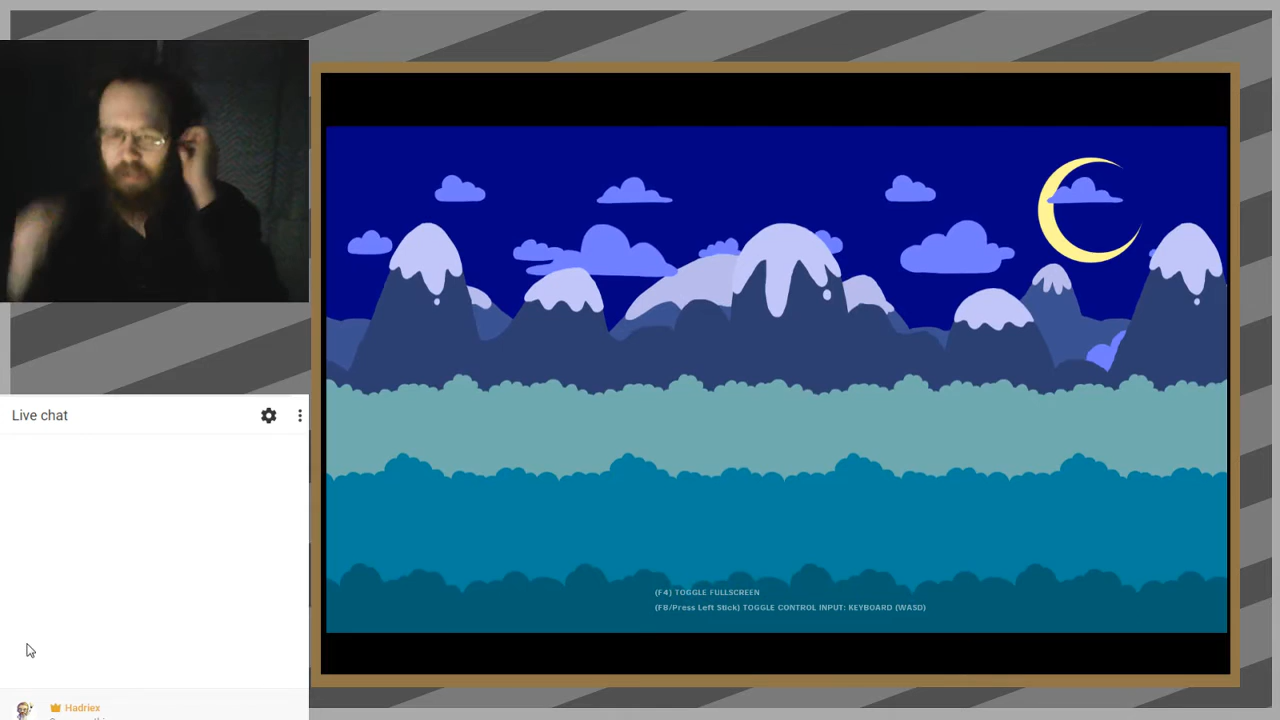 Live chat
(F4) TOGGLE FULLSCREEN
(F8/Press Left Stick) TOGGLE CONTROL INPUT: KEYBOARD (WASD)
Hadriex